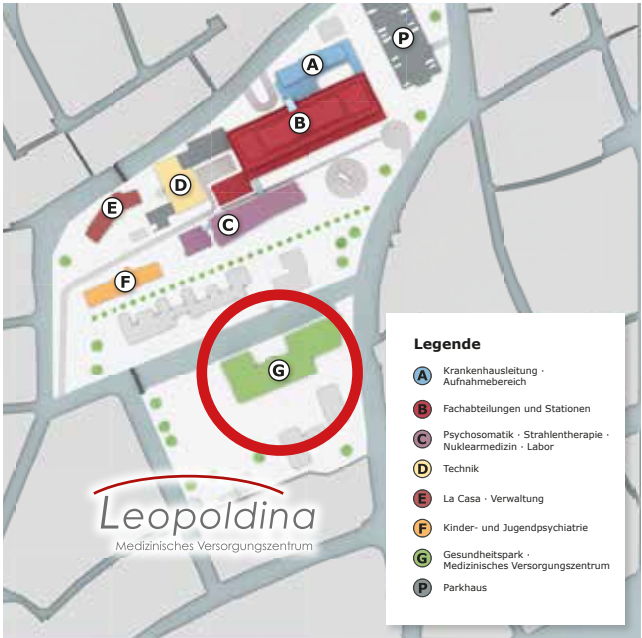 P
A
B
D
E
C
F
G
Leopoldina
Medizinisches Versorgungszentrum
Legende
A Krankenhausleitung ·
Aufnahmebereich
B Fachabteilungen und Stationen
C Psychosomatik · Strahlentherapie ·
Nuklearmedizin · Labor
D Technik
E La Casa · Verwaltung
F Kinder- und Jugendpsychiatrie
G Gesundheitspark ·
Medizinisches Versorgungszentrum
P Parkhaus